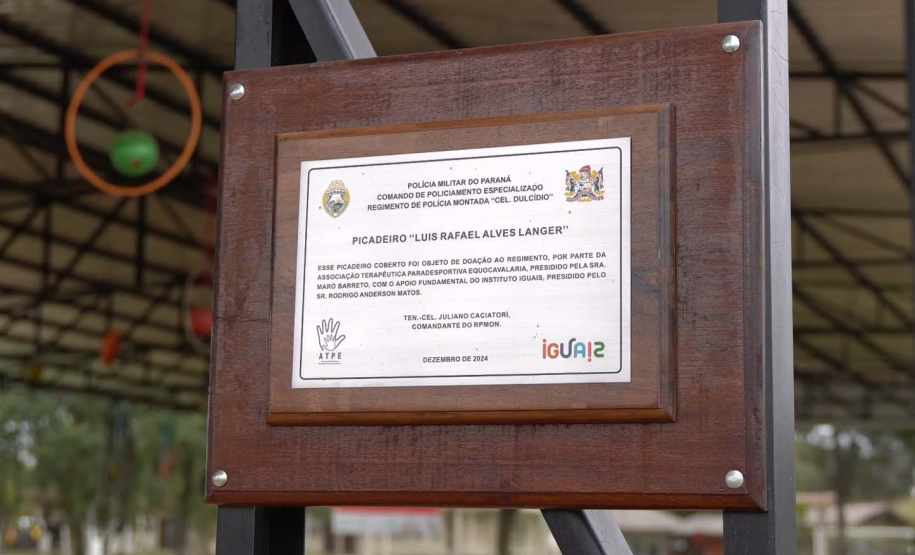 POLÍCIA MILITAR DO PARANÁ
COMANDO DE POLICIAMENTO ESPECIALIZADO
REGIMENTO DE POLÍCIA MONTADA "CEL. DULCÍDIO"
PICADEIRO "LUIS RAFAEL ALVES LANGER"
ESSE PICADEIRO COBERTO FOI OBJETO DE DOAÇÃO AO REGIMENTO, POR PARTE DA
ASSOCIAÇÃO TERAPÊUTICA PARADESPORTIVA EQUOCAVALARIA, PRESIDIDO PELA SRA.
MARÔ BARRETO, COM O APOIO FUNDAMENTAL DO INSTITUTO IGUAIS, PRESIDIDO PELO
SR. RODRIGO ANDERSON MATOS.
TEN.-CEL. JULIANO CACIATORI,
COMANDANTE DO RPMON.
ATPE
DEZEMBRO DE 2024
iGUA!S